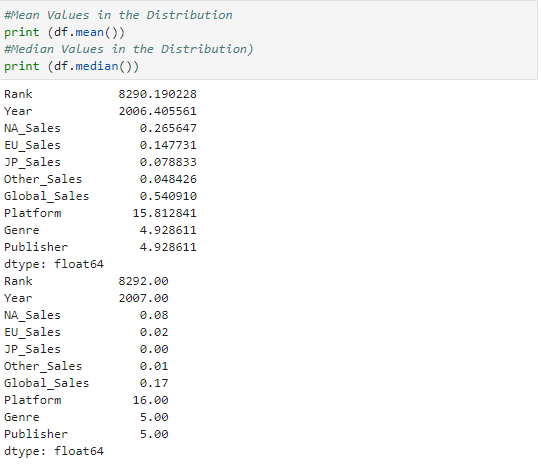 #Mean Values in the Distribution
print (df.mean())
#Median Values in the Distribution)
print (df.median())
Rank 8290.190228
Year 2006.405561
NA_Sales 0.265647
EU_Sales 0.147731
JP_Sales 0.078833
Other_Sales 0.048426
Global_Sales 0.540910
Platform 15.812841
Genre 4.928611
Publisher 4.928611
dtype: float64
Rank 8292.00
Year 2007.00
NA_Sales 0.08
EU_Sales 0.02
JP_Sales 0.00
Other_Sales 0.01
Global_Sales 0.17
Platform 16.00
Genre 5.00
Publisher 5.00
dtype: float64